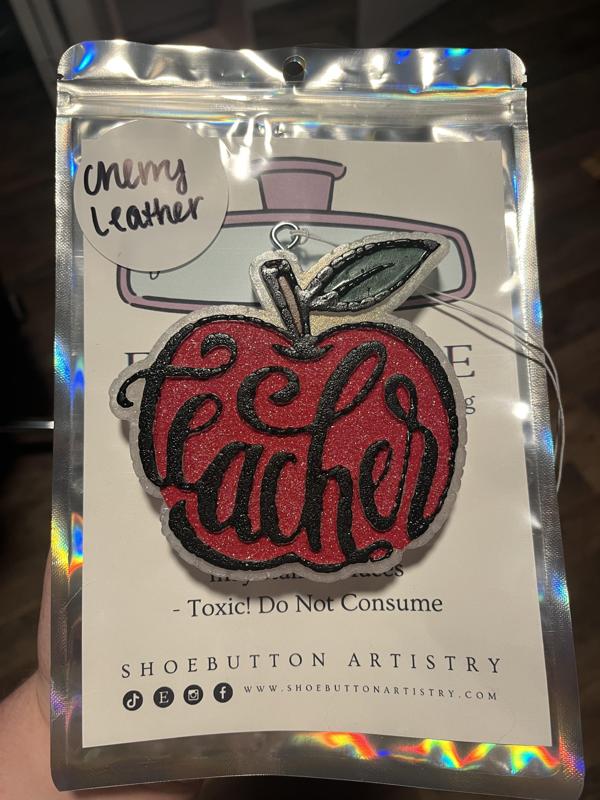 Cherry
Leather
Teacher
- Toxic! Do Not Consume
SHOEBUTTON ARTISTRY
WWW.SHOEBUTTONARTISTRY.COM